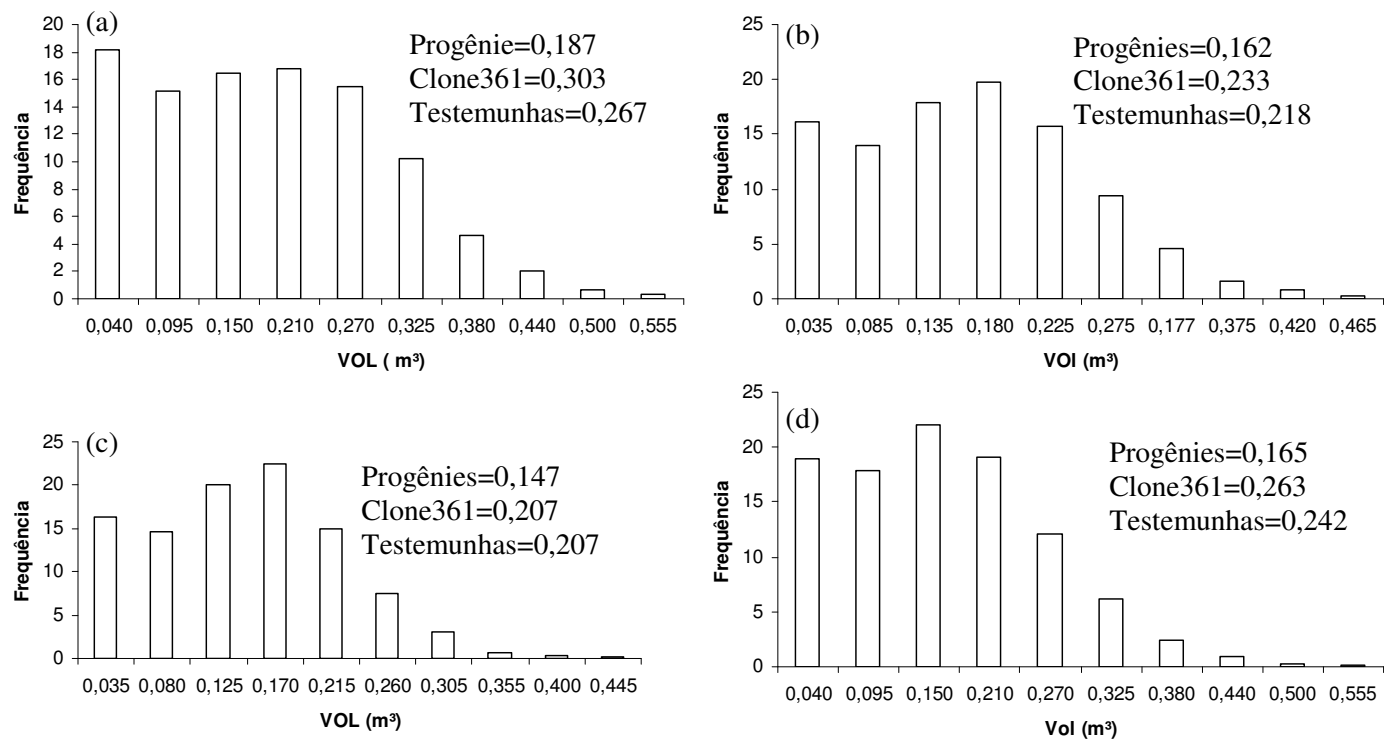 (a)
Progênie=0,187
Clone361=0,303
Testemunhas=0,267
Frequência
20
18
16
14
12
10
8
6
4
2
0
0,040 0,095 0,150 0,210 0,270 0,325 0,380 0,440 0,500 0,555
VOL ( m³)
(b)
Progênies=0,162
Clone361=0,233
Testemunhas=0,218
Frequência
25
20
15
10
5
0
0,035 0,085 0,135 0,180 0,225 0,275 0,177 0,375 0,420 0,465
VOl (m³)
(c)
Progênies=0,147
Clone361=0,207
Testemunhas=0,207
Frequência
25
20
15
10
5
0
0,035 0,080 0,125 0,170 0,215 0,260 0,305 0,355 0,400 0,445
VOL (m³)
(d)
Progênies=0,165
Clone361=0,263
Testemunhas=0,242
Frequência
25
20
15
10
5
0
0,040 0,095 0,150 0,210 0,270 0,325 0,380 0,440 0,500 0,555
Vol (m³)